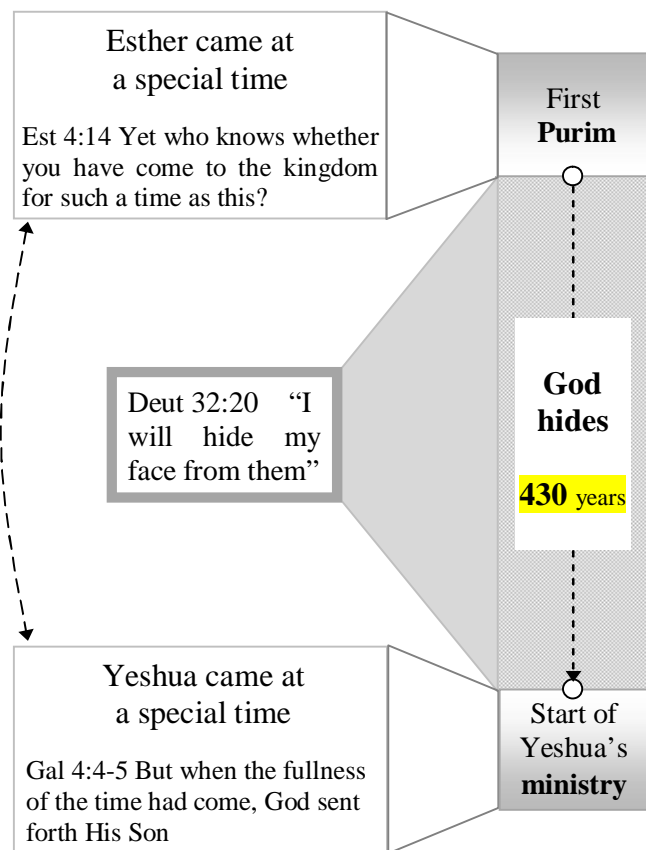 Esther came at
a special time
Est 4:14 Yet who knows whether
you have come to the kingdom
for such a time as this?
First
Purim
Deut 32:20 “I
will hide my
face from them”
God
hides
430 years
Yeshua came at
a special time
Gal 4:4-5 But when the fullness
of the time had come, God sent
forth His Son
Start of
Yeshua’s
ministry